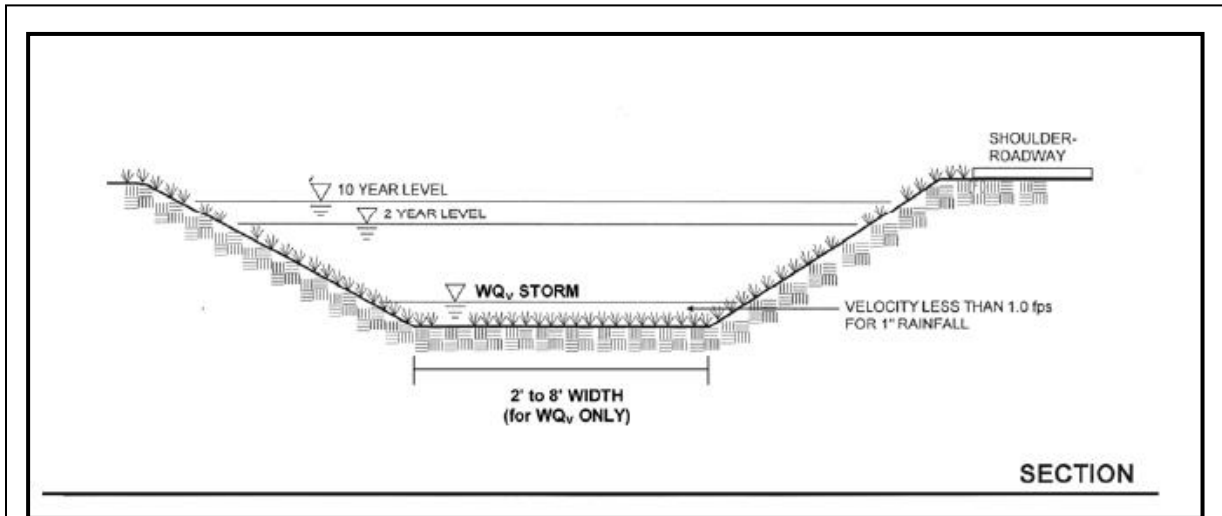 SHOULDER-
ROADWAY
10 YEAR LEVEL
2 YEAR LEVEL
WQv STORM
VELOCITY LESS THAN 1.0 fps
FOR 1" RAINFALL
2' to 8' WIDTH
(for WQv ONLY)
SECTION